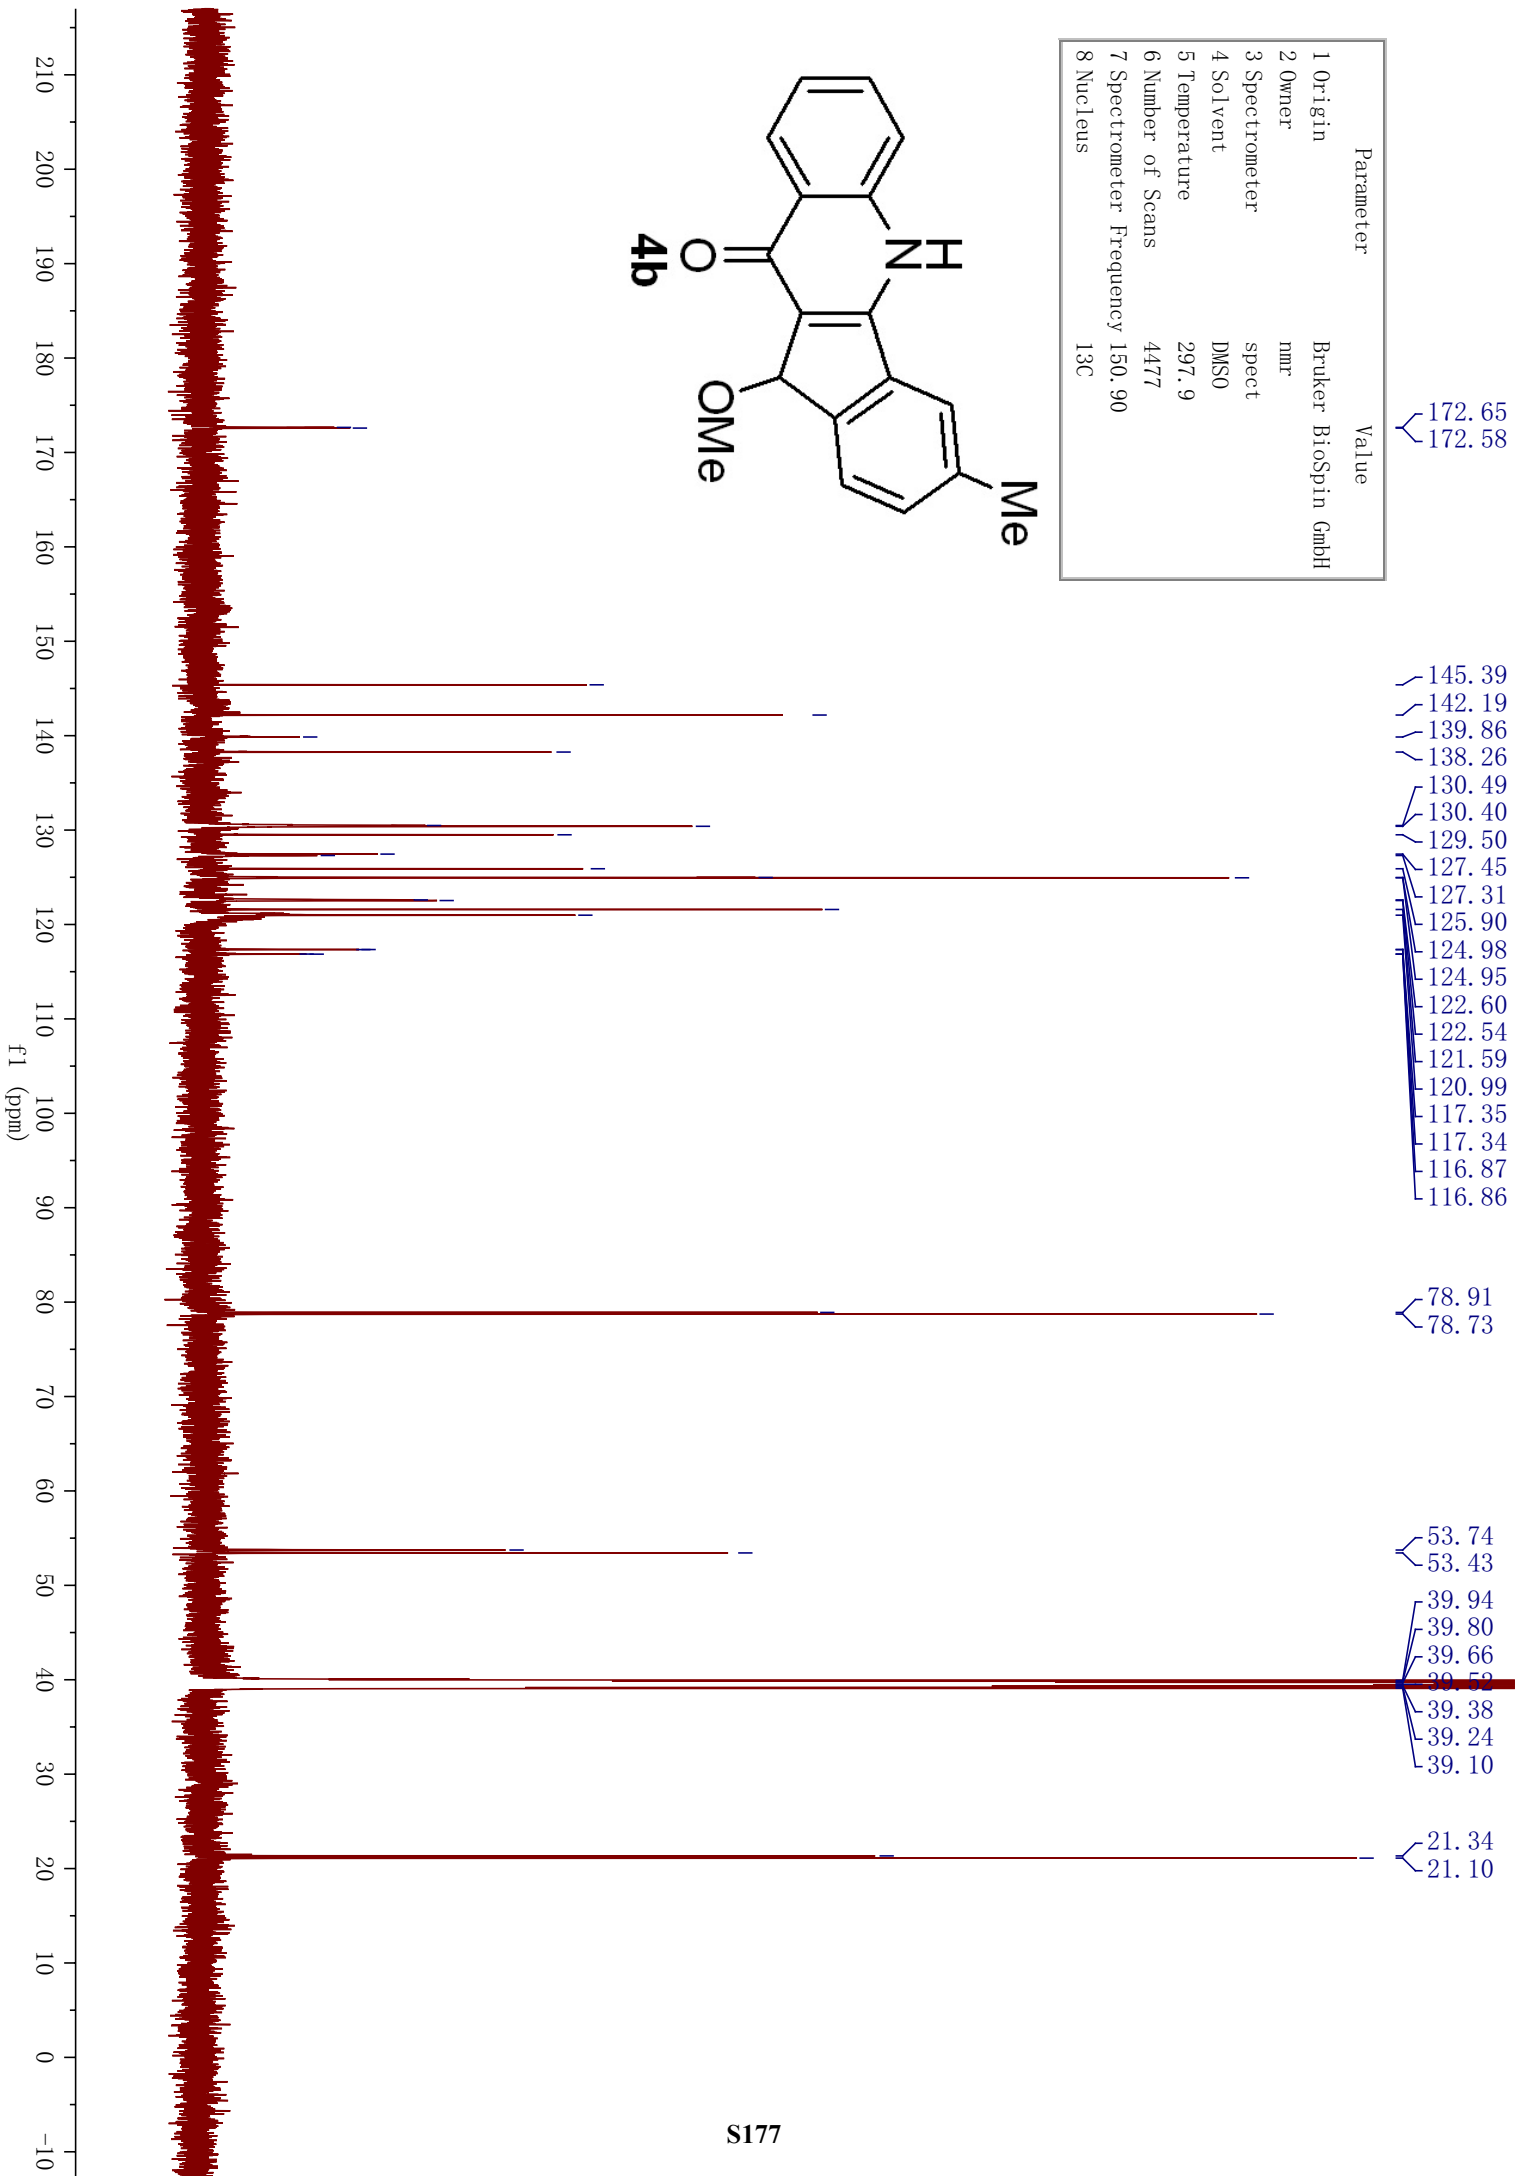 Parameter Value
1 Origin Bruker BioSpin GmbH
2 Owner nmr
3 Spectrometer spect
4 Solvent DMSO
5 Temperature 297.9
6 Number of Scans 4477
7 Spectrometer Frequency 150.90
8 Nucleus 13C
H
N
Me
O
OMe
4b
172.65
172.58
145.39
142.19
139.86
138.26
130.49
130.40
129.50
127.45
127.31
125.90
124.98
124.95
122.60
122.54
121.59
120.99
117.35
117.34
116.87
116.86
78.91
78.73
53.74
53.43
39.94
39.80
39.66
39.52
39.38
39.24
39.10
21.34
21.10
210 200 190 180 170 160 150 140 130 120 110 100 90 80 70 60 50 40 30 20 10 0 -10
f1 (ppm)
S177